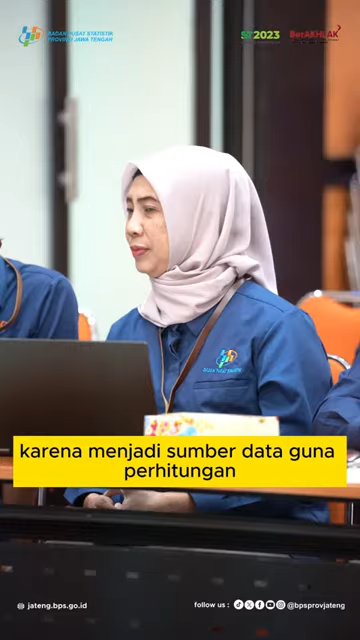 BADAN PUSAT STATISTIK
PROVINSI JAWA TENGAH
ST2023
BerAKHLAK
karena menjadi sumber data guna
perhitungan
jateng.bps.go.id
follow us :
@bpsprovjateng